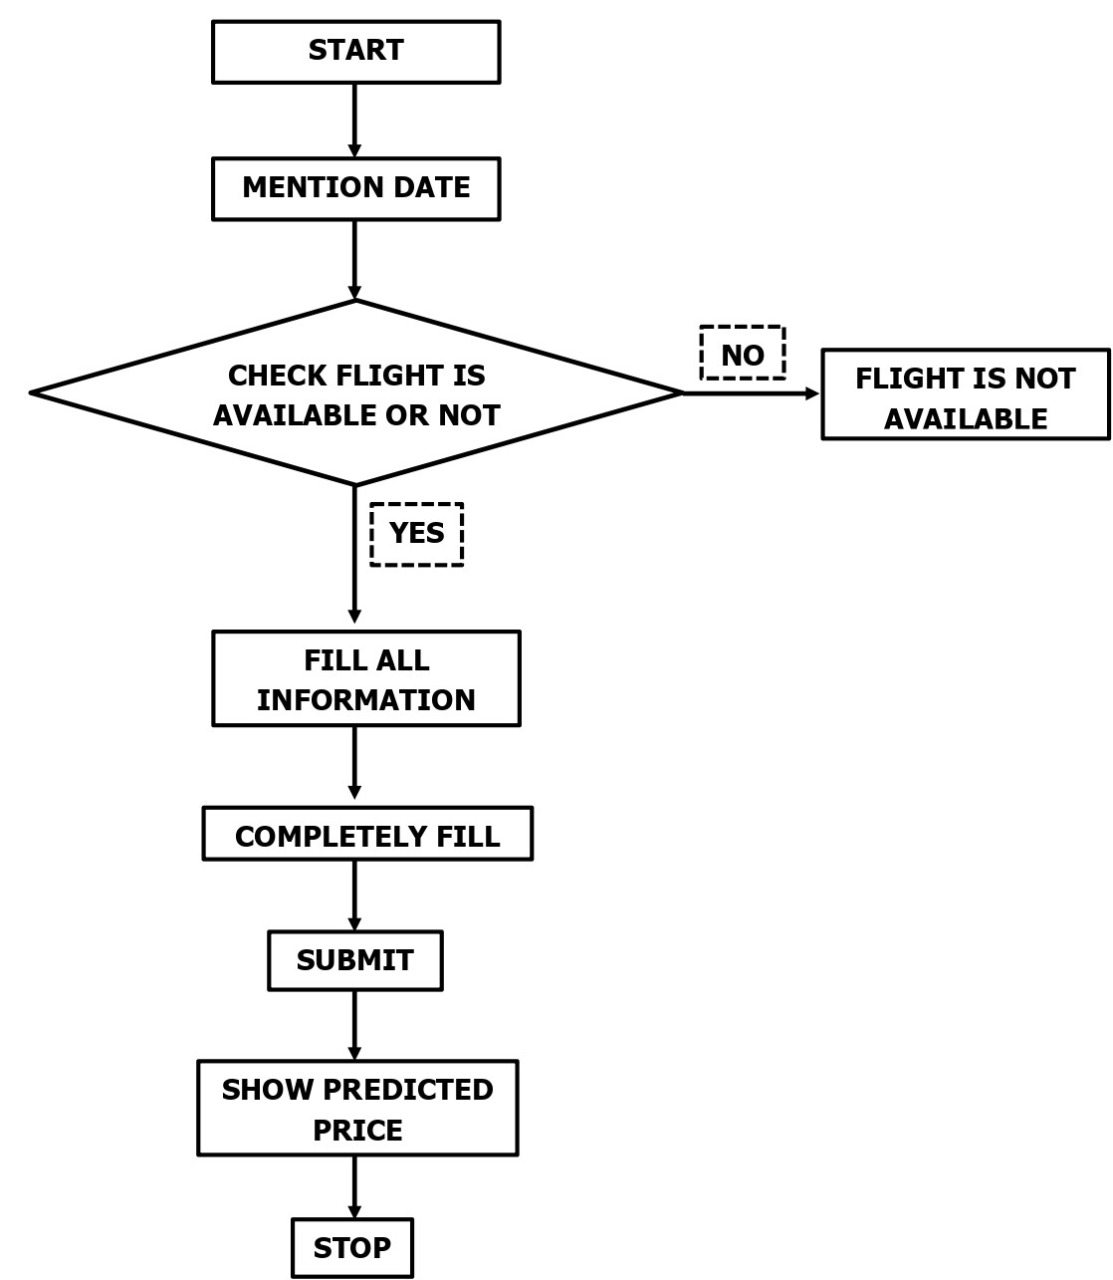 START
MENTION DATE
CHECK FLIGHT IS
AVAILABLE OR NOT
NO
FLIGHT IS NOT
AVAILABLE
YES
FILL ALL
INFORMATION
COMPLETELY FILL
SUBMIT
SHOW PREDICTED
PRICE
STOP